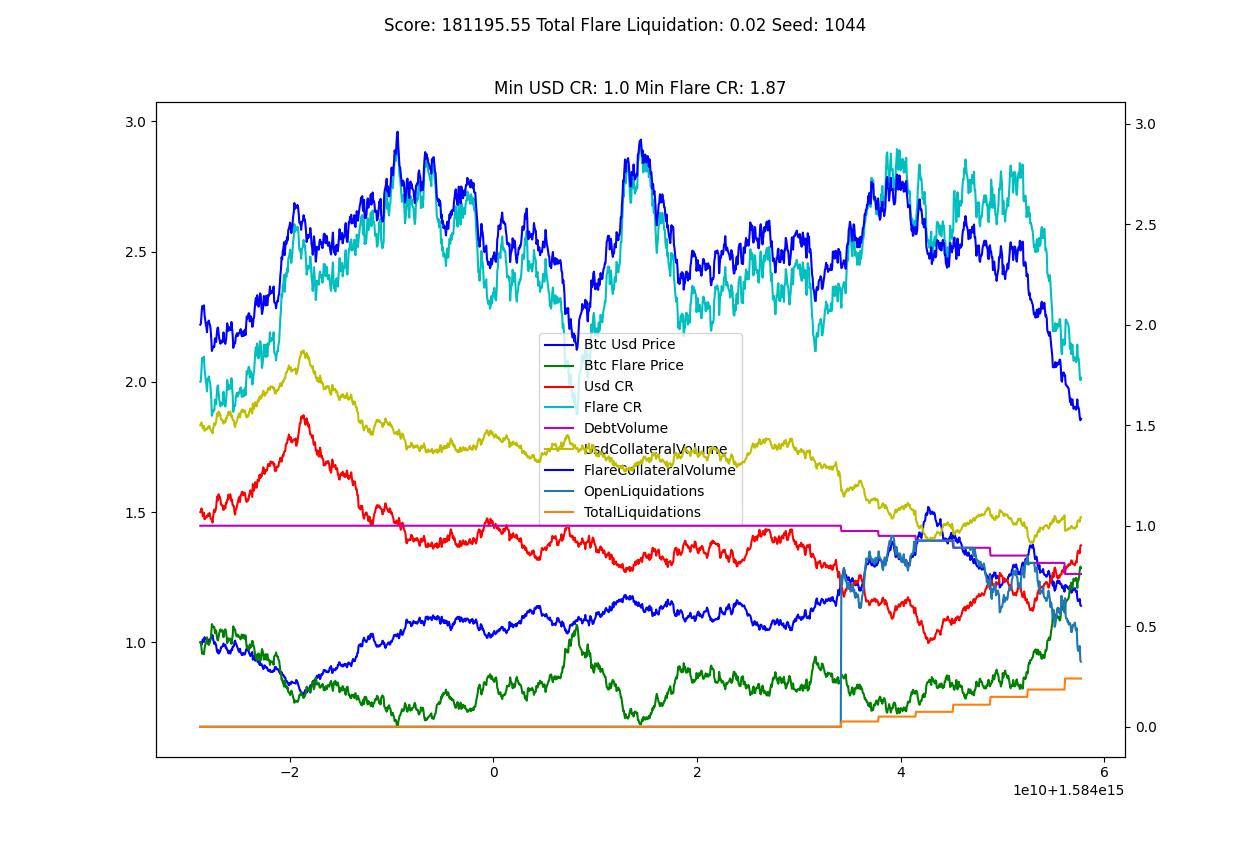 Score: 181195.55 Total Flare Liquidation: 0.02 Seed: 1044
Min USD CR: 1.0 Min Flare CR: 1.87
3.0
2.5
2.0
1.5
1.0
3.0
2.5
2.0
1.5
1.0
0.5
0.0
Btc Usd Price
Btc Flare Price
Usd CR
Flare CR
DebtVolume
UsdCollateralVolume
FlareCollateralVolume
OpenLiquidations
TotalLiquidations
−2 0 2 4 6
1e10+1.584e15